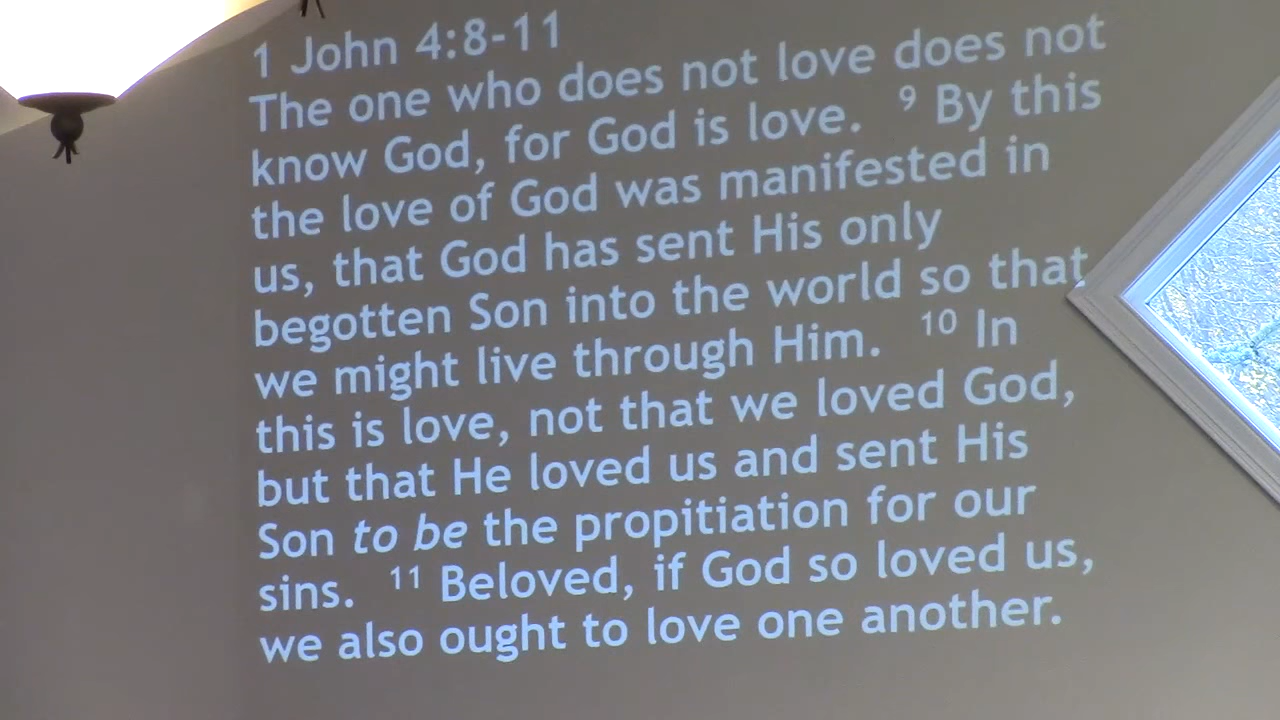 1 John 4:8-11
The one who does not love does not
know God, for God is love. 9 By this
the love of God was manifested in
us, that God has sent His only
begotten Son into the world so that
we might live through Him. 10 In
this is love, not that we loved God,
but that He loved us and sent His
Son to be the propitiation for our
sins. 11 Beloved, if God so loved us,
we also ought to love one another.